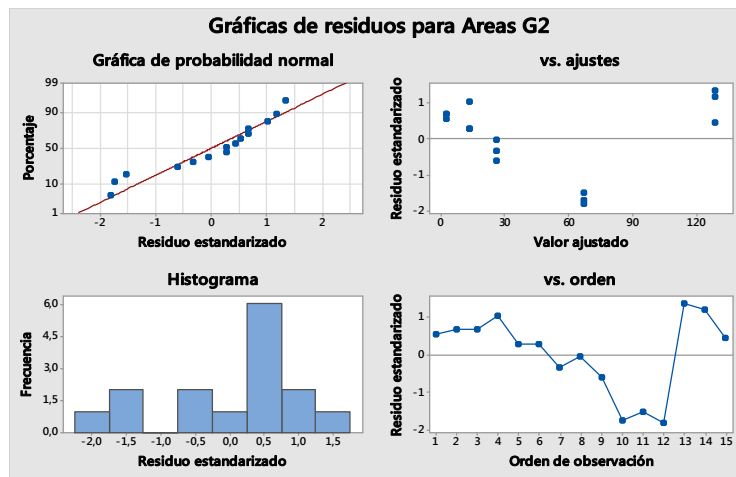 Gráficas de residuos para Areas G2
Gráfica de probabilidad normal
99
90
50
10
1
Porcentaje
-2 -1 0 1 2
Residuo estandarizado
vs. ajustes
1
0
-1
-2
Residuo estandarizado
0 30 60 90 120
Valor ajustado
Histograma
6,0
4,5
3,0
1,5
0,0
Frecuencia
-2,0 -1,5 -1,0 -0,5 0,0 0,5 1,0 1,5
Residuo estandarizado
vs. orden
1
0
-1
-2
Residuo estandarizado
1 2 3 4 5 6 7 8 9 10 11 12 13 14 15
Orden de observación